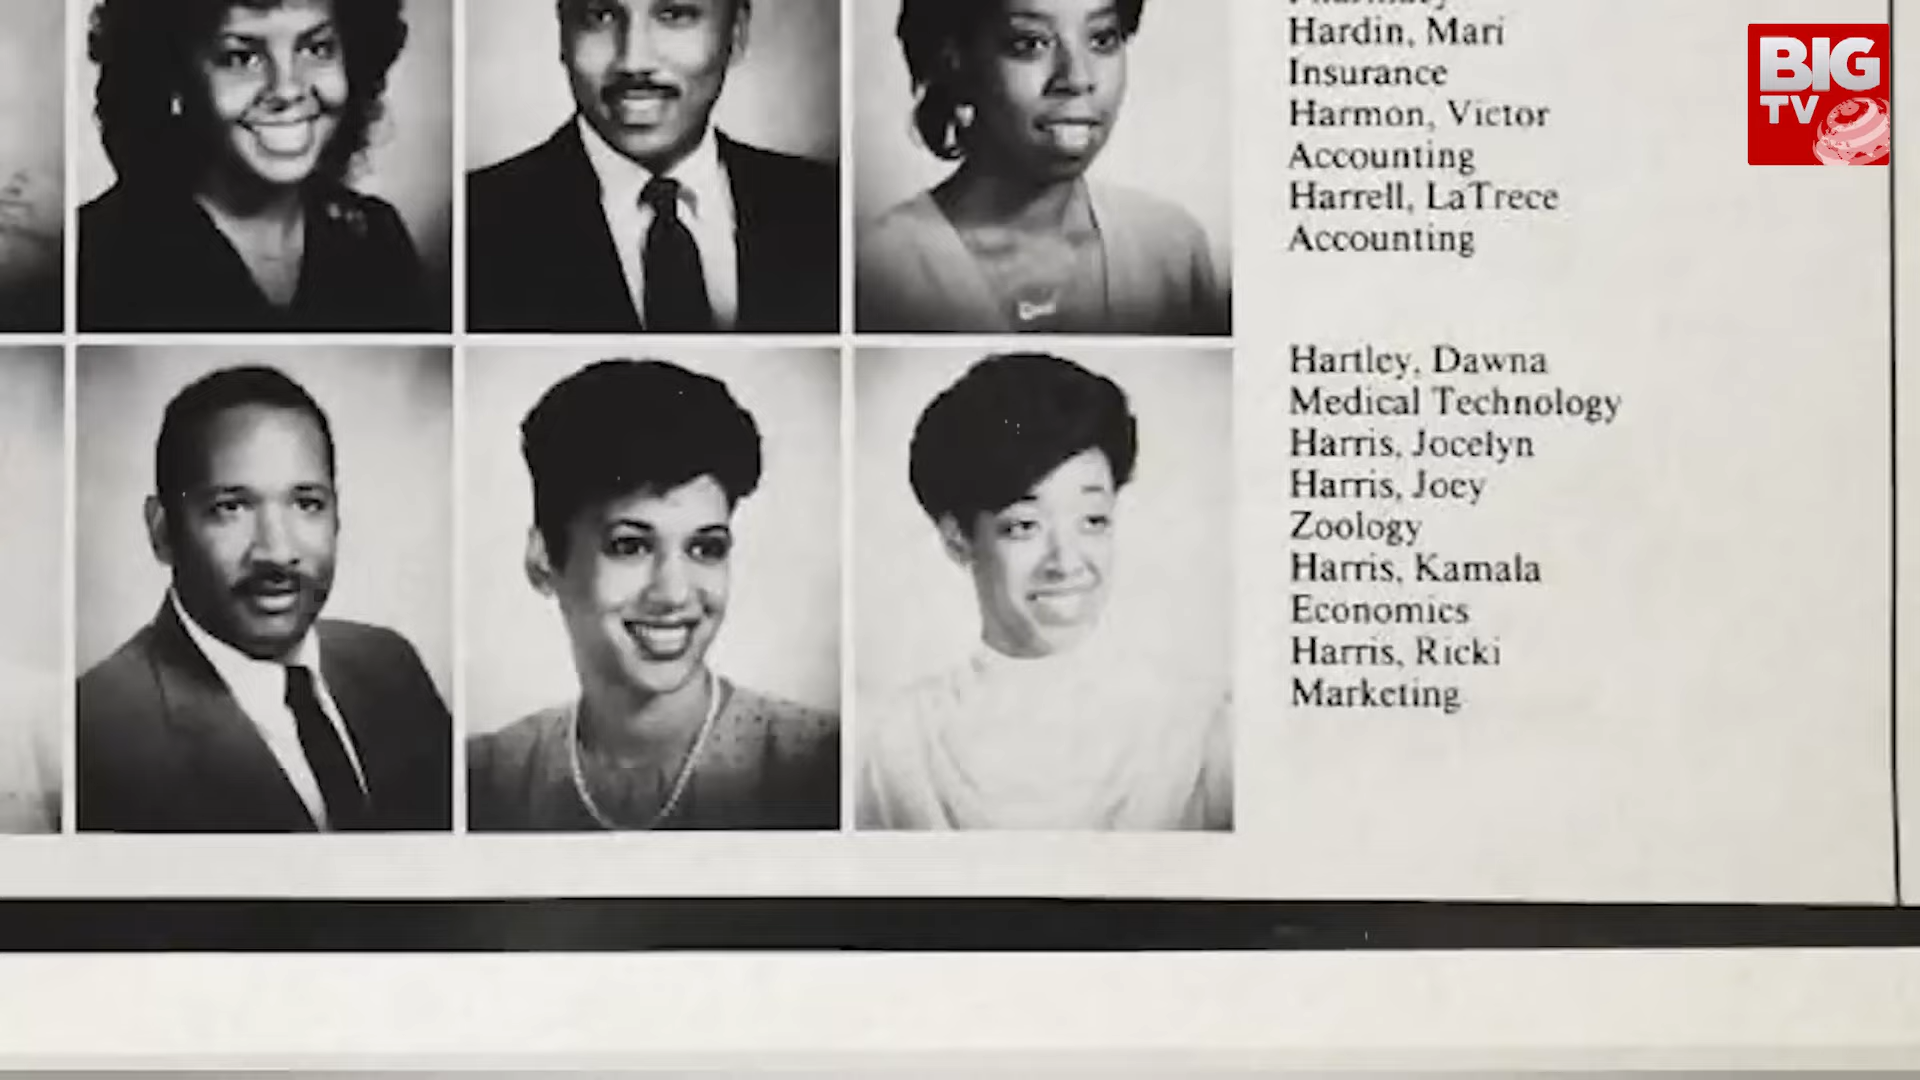 Pharmacy
Hardin, Mari
Insurance
Harmon, Victor
Accounting
Harrell, LaTrece
Accounting
Hartley, Dawna
Medical Technology
Harris, Jocelyn
Harris, Joey
Zoology
Harris, Kamala
Economics
Harris, Ricki
Marketing
BIG
TV